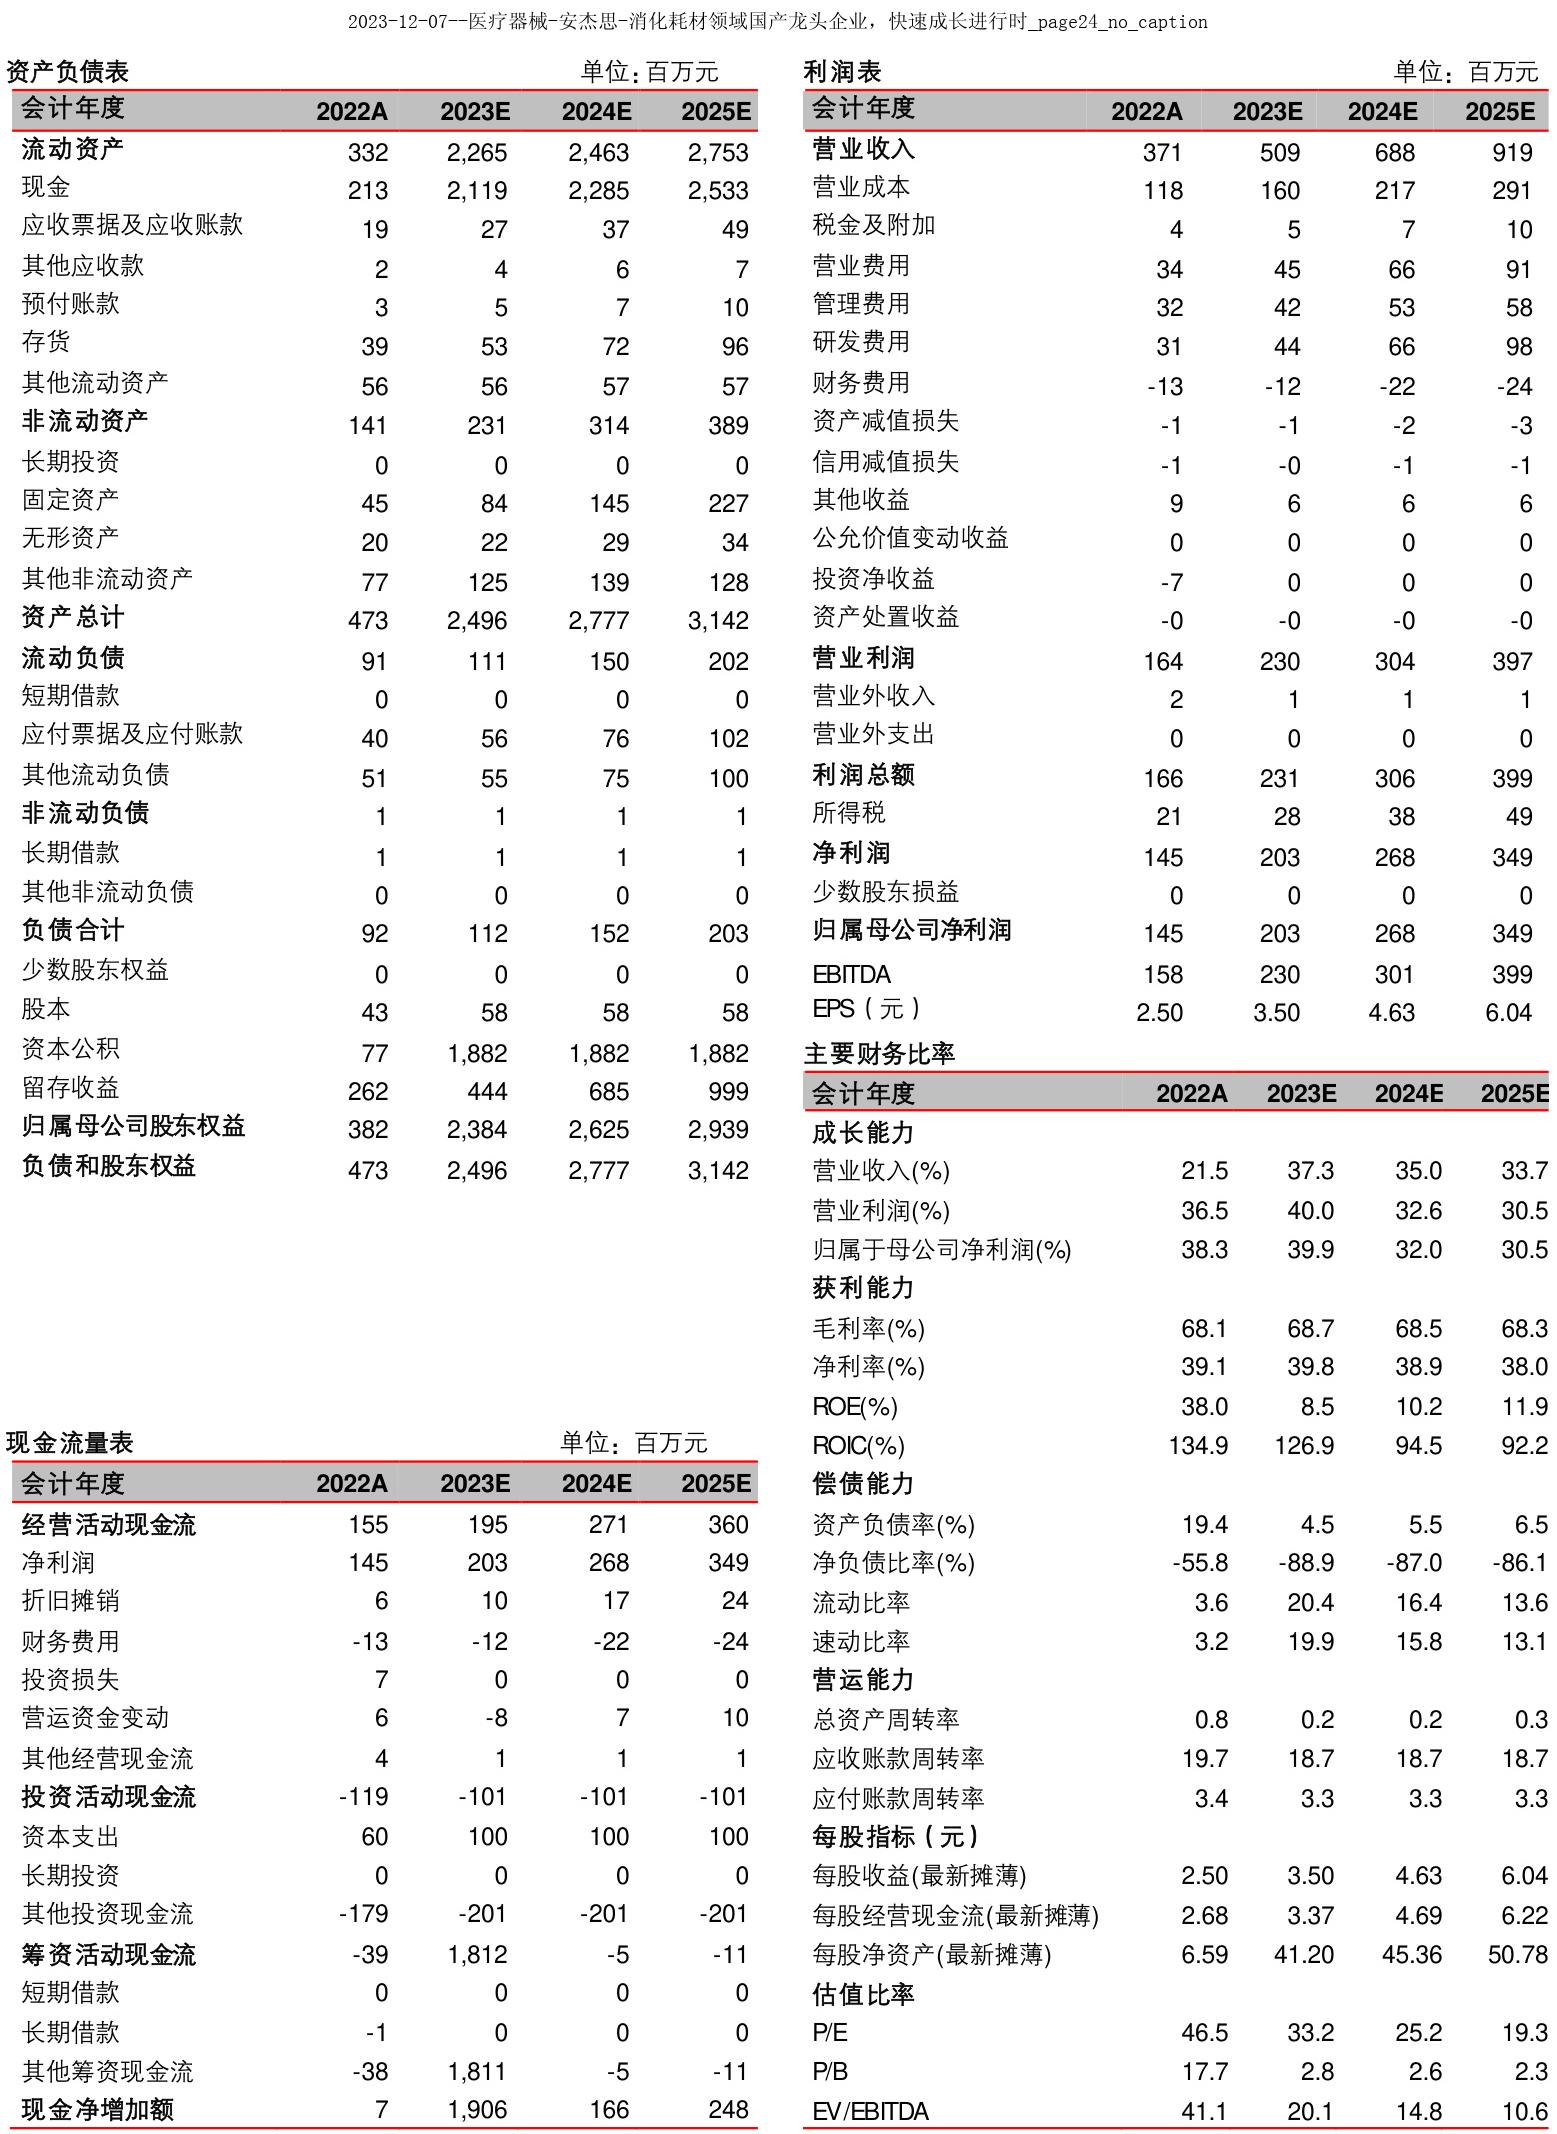 2023-12-07--医疗器械-安杰思-消化耗材领域国产龙头企业，快速成长进行时_page24_no_caption
资产负债表 单位：百万元
会计年度 2022A 2023E 2024E 2025E
流动资产 332 2,265 2,463 2,753
现金 213 2,119 2,285 2,533
应收票据及应收账款 19 27 37 49
其他应收款 2 4 6 7
预付账款 3 5 7 10
存货 39 53 72 96
其他流动资产 56 56 57 57
非流动资产 141 231 314 389
长期投资 0 0 0 0
固定资产 45 84 145 227
无形资产 20 22 29 34
其他非流动资产 77 125 139 128
资产总计 473 2,496 2,777 3,142
流动负债 91 111 150 202
短期借款 0 0 0 0
应付票据及应付账款 40 56 76 102
其他流动负债 51 55 75 100
非流动负债 1 1 1 1
长期借款 1 1 1 1
其他非流动负债 0 0 0 0
负债合计 92 112 152 203
少数股东权益 0 0 0 0
股本 43 58 58 58
资本公积 77 1,882 1,882 1,882
留存收益 262 444 685 999
归属母公司股东权益 382 2,384 2,625 2,939
负债和股东权益 473 2,496 2,777 3,142
现金流量表 单位：百万元
会计年度 2022A 2023E 2024E 2025E
经营活动现金流 155 195 271 360
净利润 145 203 268 349
折旧摊销 6 10 17 24
财务费用 -13 -12 -22 -24
投资损失 7 0 0 0
营运资金变动 6 -8 7 10
其他经营现金流 4 1 1 1
投资活动现金流 -119 -101 -101 -101
资本支出 60 100 100 100
长期投资 0 0 0 0
其他投资现金流 -179 -201 -201 -201
筹资活动现金流 -39 1,812 -5 -11
短期借款 0 0 0 0
长期借款 -1 0 0 0
其他筹资现金流 -38 1,811 -5 -11
现金净增加额 7 1,906 166 248
利润表 单位：百万元
会计年度 2022A 2023E 2024E 2025E
营业收入 371 509 688 919
营业成本 118 160 217 291
税金及附加 4 5 7 10
营业费用 34 45 66 91
管理费用 32 42 53 58
研发费用 31 44 66 98
财务费用 -13 -12 -22 -24
资产减值损失 -1 -1 -2 -3
信用减值损失 -1 -0 -1 -1
其他收益 9 6 6 6
公允价值变动收益 0 0 0 0
投资净收益 -7 0 0 0
资产处置收益 -0 -0 -0 -0
营业利润 164 230 304 397
营业外收入 2 1 1 1
营业外支出 0 0 0 0
利润总额 166 231 306 399
所得税 21 28 38 49
净利润 145 203 268 349
少数股东损益 0 0 0 0
归属母公司净利润 145 203 268 349
EBITDA 158 230 301 399
EPS（元） 2.50 3.50 4.63 6.04
主要财务比率
会计年度 2022A 2023E 2024E 2025E
成长能力
营业收入(%) 21.5 37.3 35.0 33.7
营业利润(%) 36.5 40.0 32.6 30.5
归属于母公司净利润(%) 38.3 39.9 32.0 30.5
获利能力
毛利率(%) 68.1 68.7 68.5 68.3
净利率(%) 39.1 39.8 38.9 38.0
ROE(%) 38.0 8.5 10.2 11.9
ROIC(%) 134.9 126.9 94.5 92.2
偿债能力
资产负债率(%) 19.4 4.5 5.5 6.5
净负债比率(%) -55.8 -88.9 -87.0 -86.1
流动比率 3.6 20.4 16.4 13.6
速动比率 3.2 19.9 15.8 13.1
营运能力
总资产周转率 0.8 0.2 0.2 0.3
应收账款周转率 19.7 18.7 18.7 18.7
应付账款周转率 3.4 3.3 3.3 3.3
每股指标（元）
每股收益(最新摊薄) 2.50 3.50 4.63 6.04
每股经营现金流(最新摊薄) 2.68 3.37 4.69 6.22
每股净资产(最新摊薄) 6.59 41.20 45.36 50.78
估值比率
P/E 46.5 33.2 25.2 19.3
P/B 17.7 2.8 2.6 2.3
EV/EBITDA 41.1 20.1 14.8 10.6